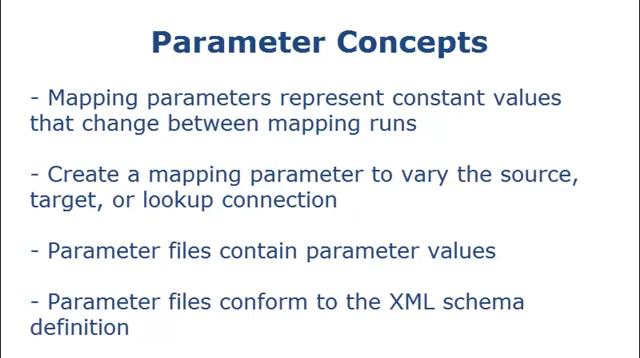 Parameter Concepts
- Mapping parameters represent constant values
that change between mapping runs
- Create a mapping parameter to vary the source,
target, or lookup connection
- Parameter files contain parameter values
- Parameter files conform to the XML schema
definition